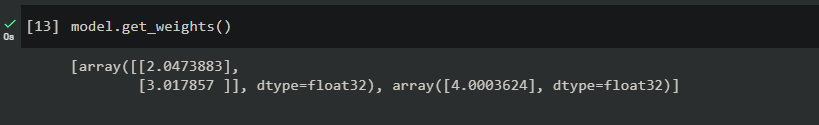 [13] model.get_weights()
0s
[array([[2.0473883],
[3.017857 ]], dtype=float32), array([4.0003624], dtype=float32)]